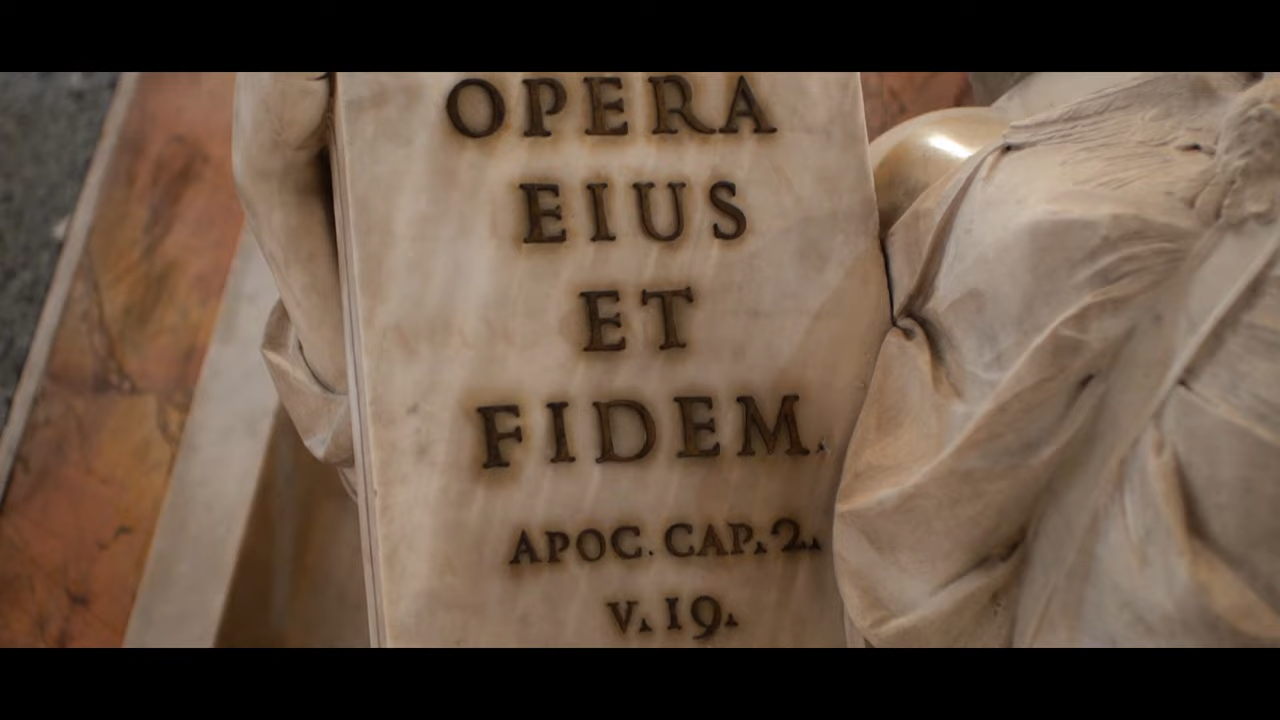 OPERA
EIUS
ET
FIDEM.
APOC. CAP. 2.
V. 19.